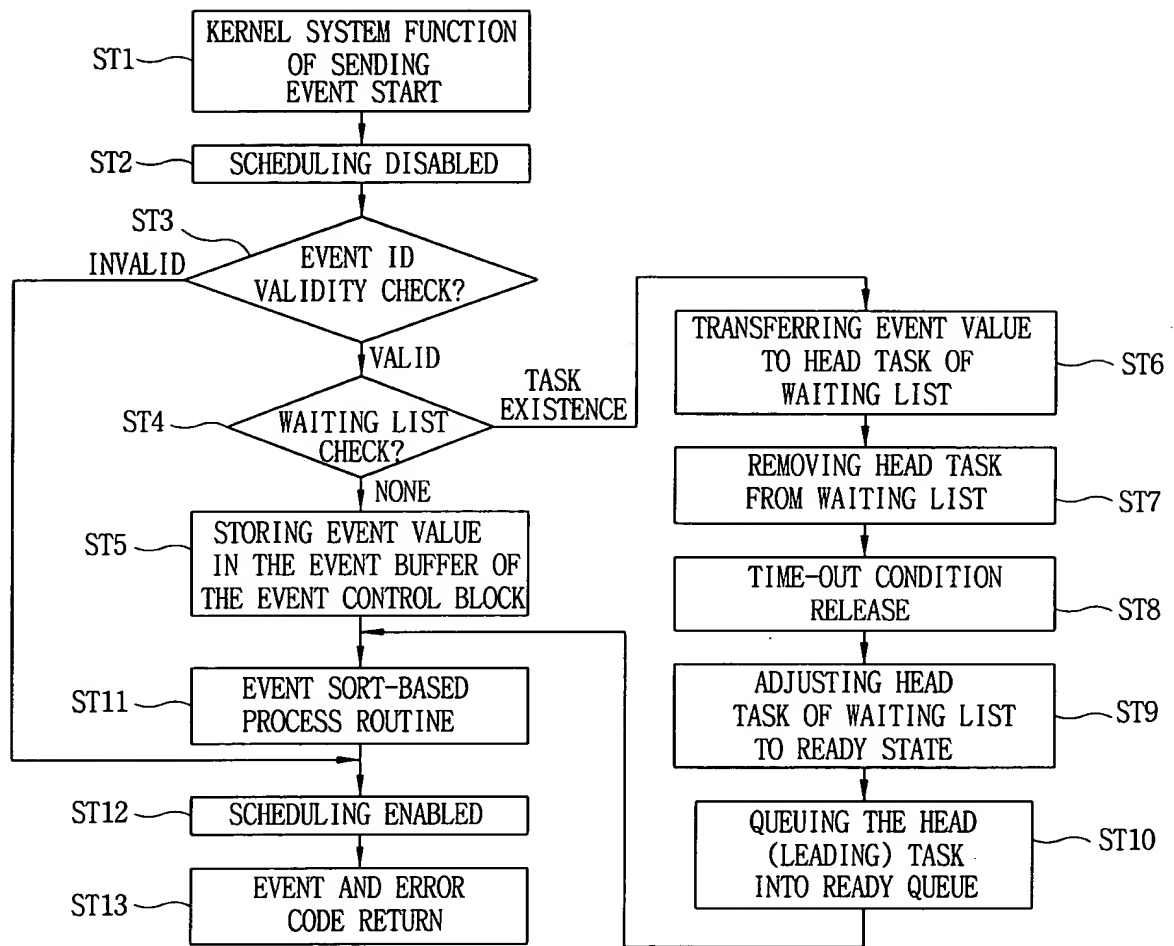 ST1
KERNEL SYSTEM FUNCTION
OF SENDING
EVENT START
ST2
SCHEDULING DISABLED
ST3
INVALID
EVENT ID
VALIDITY CHECK?
VALID
ST4
WAITING LIST
CHECK?
TASK
EXISTENCE
NONE
ST5
STORING EVENT VALUE
IN THE EVENT BUFFER OF
THE EVENT CONTROL BLOCK
TRANSFERRING EVENT VALUE
TO HEAD TASK OF
WAITING LIST
ST6
REMOVING HEAD TASK
FROM WAITING LIST
ST7
TIME-OUT CONDITION
RELEASE
ST8
ADJUSTING HEAD
TASK OF WAITING LIST
TO READY STATE
ST9
QUEUING THE HEAD
(LEADING) TASK
INTO READY QUEUE
ST10
ST11
EVENT SORT-BASED
PROCESS ROUTINE
ST12
SCHEDULING ENABLED
ST13
EVENT AND ERROR
CODE RETURN